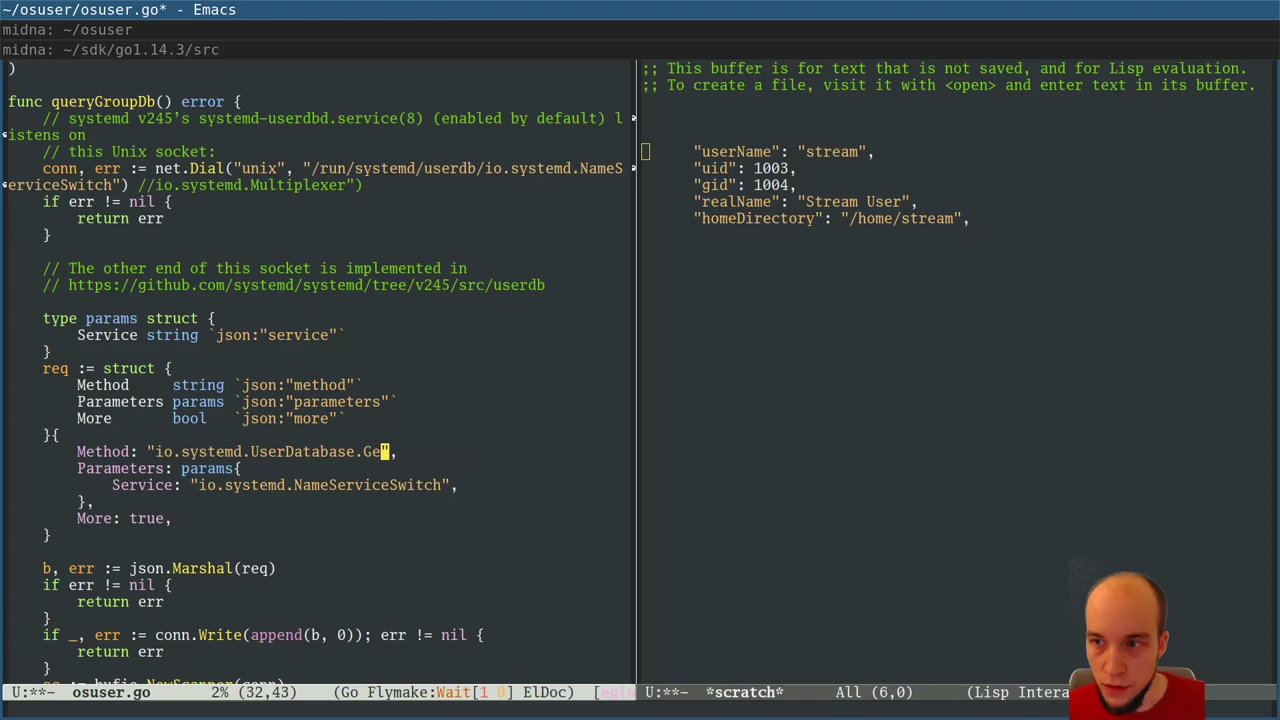 ~/osuser/osuser.go* - Emacs
midna: ~/osuser
midna: ~/sdk/go1.14.3/src
)
func queryGroupDb() error {
// systemd v245’s systemd-userdbd.service(8) (enabled by default) l
istens on
// this Unix socket:
conn, err := net.Dial("unix", "/run/systemd/userdb/io.systemd.NameS
erviceSwitch") //io.systemd.Multiplexer")
if err != nil {
return err
}
// The other end of this socket is implemented in
// https://github.com/systemd/systemd/tree/v245/src/userdb
type params struct {
Service string `json:"service"`
}
req := struct {
Method     string `json:"method"`
Parameters params `json:"parameters"`
More       bool   `json:"more"`
}{
Method: "io.systemd.UserDatabase.Ge",
Parameters: params{
Service: "io.systemd.NameServiceSwitch",
},
More: true,
}
b, err := json.Marshal(req)
if err != nil {
return err
}
if _, err := conn.Write(append(b, 0)); err != nil {
return err
}
sc := bufio.NewScanner(conn)
U:**-  osuser.go       2% (32,43)      (Go Flymake:Wait[1 0] ElDoc)  [egln
;; This buffer is for text that is not saved, and for Lisp evaluation.
;; To create a file, visit it with <open> and enter text in its buffer.
"userName": "stream",
"uid": 1003,
"gid": 1004,
"realName": "Stream User",
"homeDirectory": "/home/stream",
U:**-  *scratch*      All (6,0)      (Lisp Intera